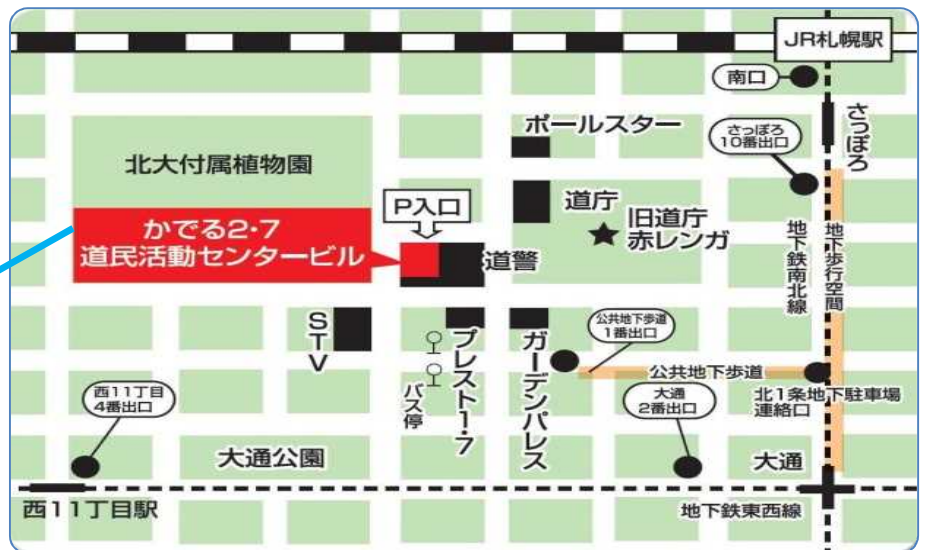 JR札幌駅
南口
さっぽろ
10番出口
さっぽろ
ポールスター
北大付属植物園
P入口
道庁
旧道庁
赤レンガ
かでる2・7
道民活動センタービル
道警
地下鉄南北線
地下歩行空間
STV
バス停
プレスト1・7
ガーデンパレス
公共地下歩道
1番出口
公共地下歩道
北1条地下駐車場
連絡口
西11丁目
4番出口
大通
2番出口
大通公園
大通
西11丁目駅
地下鉄東西線